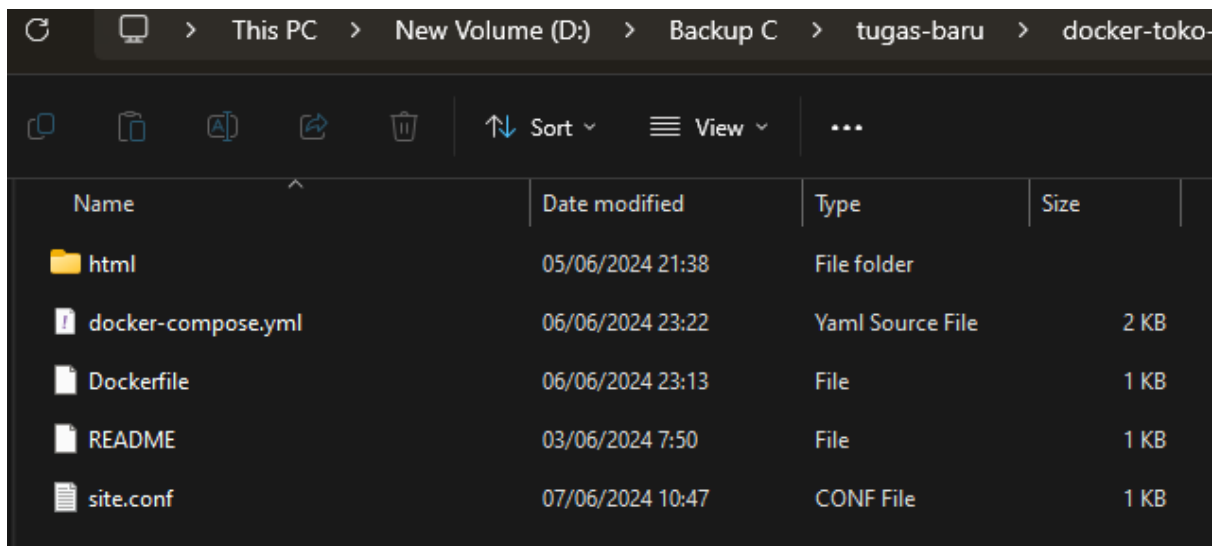 This PC > New Volume (D:) > Backup C > tugas-baru > docker-toko-
Sort View
Name Date modified Type Size
html 05/06/2024 21:38 File folder
docker-compose.yml 06/06/2024 23:22 Yaml Source File 2 KB
Dockerfile 06/06/2024 23:13 File 1 KB
README 03/06/2024 7:50 File 1 KB
site.conf 07/06/2024 10:47 CONF File 1 KB